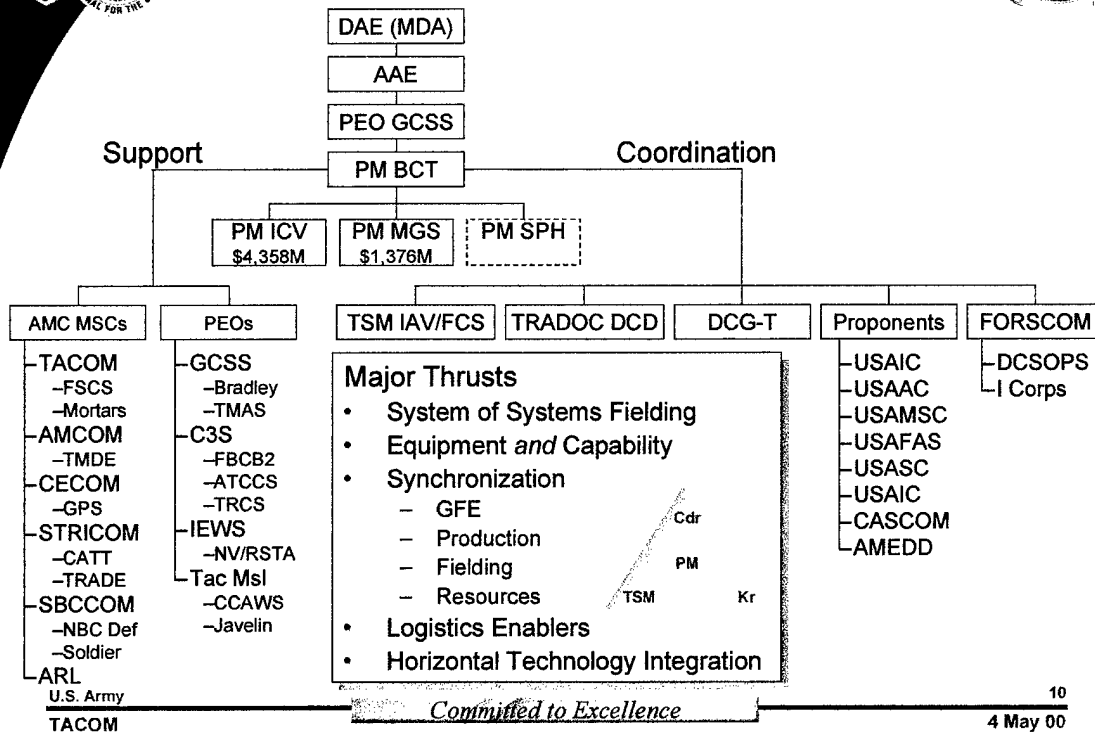 DAE (MDA)
AAE
PEO GCSS
Support
Coordination
PM BCT
PM ICV
$4,358M
PM MGS
$1,376M
PM SPH
AMC MSCs
–TACOM
–FSCS
–Mortars
–AMCOM
–TMDE
–CECOM
–GPS
–STRICOM
–CATT
–TRADE
–SBCCOM
–NBC Def
–Soldier
–ARL
PEOs
–GCSS
–Bradley
–TMAS
–C3S
–FBCB2
–ATCCS
–TRCS
–IEWS
–NV/RSTA
–Tac Msl
–CCAWS
–Javelin
TSM IAV/FCS
TRADOC DCD
DCG-T
Proponents
–USAIC
–USAAC
–USAMSC
–USAFAS
–USASC
–USAIC
–CASCOM
–AMEDD
FORSCOM
–DCSOPS
–I Corps
Major Thrusts
• System of Systems Fielding
• Equipment and Capability
• Synchronization
– GFE
– Production
– Fielding
– Resources
Cdr
PM
TSM
Kr
• Logistics Enablers
• Horizontal Technology Integration
U.S. Army
TACOM
Committed to Excellence
10
4 May 00